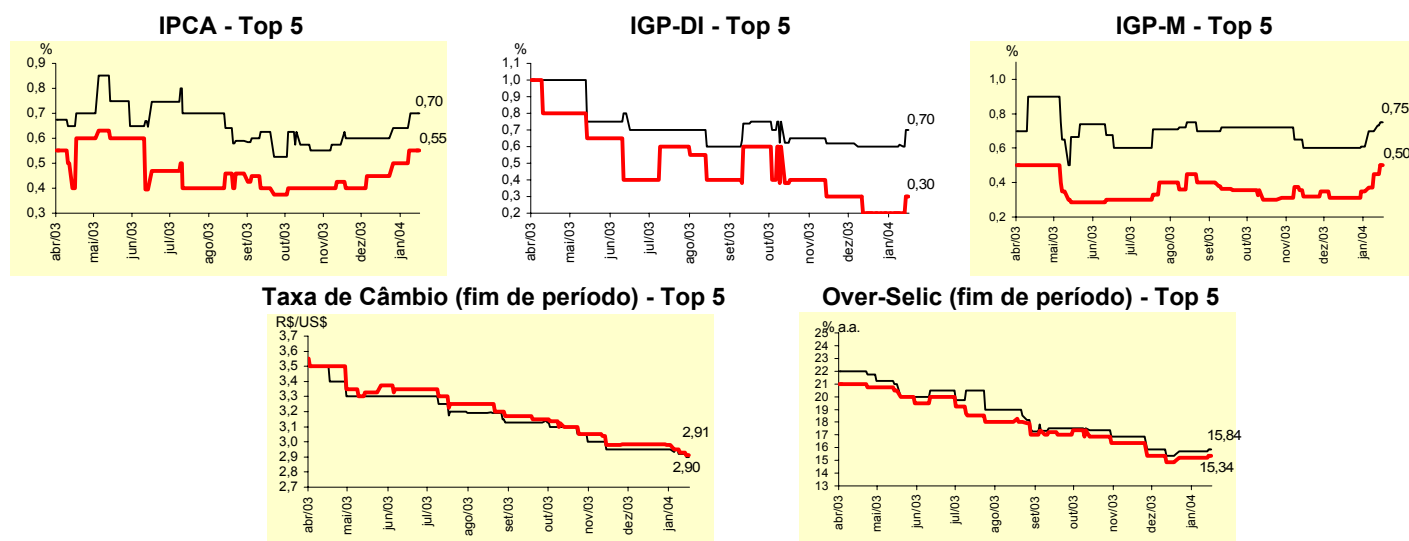 IPCA - Top 5
%
0,9
0,8
0,7
0,6
0,5
0,4
0,3
0,70
0,55
abr/03
mai/03
jun/03
jul/03
ago/03
set/03
out/03
nov/03
dez/03
jan/04
IGP-DI - Top 5
%
1,1
1,0
0,9
0,8
0,7
0,6
0,5
0,4
0,3
0,2
0,70
0,30
abr/03
mai/03
jun/03
jul/03
ago/03
set/03
out/03
nov/03
dez/03
jan/04
IGP-M - Top 5
%
1,0
0,8
0,6
0,4
0,2
0,75
0,50
abr/03
mai/03
jun/03
jul/03
ago/03
set/03
out/03
nov/03
dez/03
jan/04
Taxa de Câmbio (fim de período) - Top 5
R$/US$
3,7
3,6
3,5
3,4
3,3
3,2
3,1
3,0
2,9
2,8
2,7
2,91
2,90
abr/03
mai/03
jun/03
jul/03
ago/03
set/03
out/03
nov/03
dez/03
jan/04
Over-Selic (fim de período) - Top 5
% a.a.
25
23
22
21
20
19
18
17
16
15
14
13
15,84
15,34
abr/03
mai/03
jun/03
jul/03
ago/03
set/03
out/03
nov/03
dez/03
jan/04